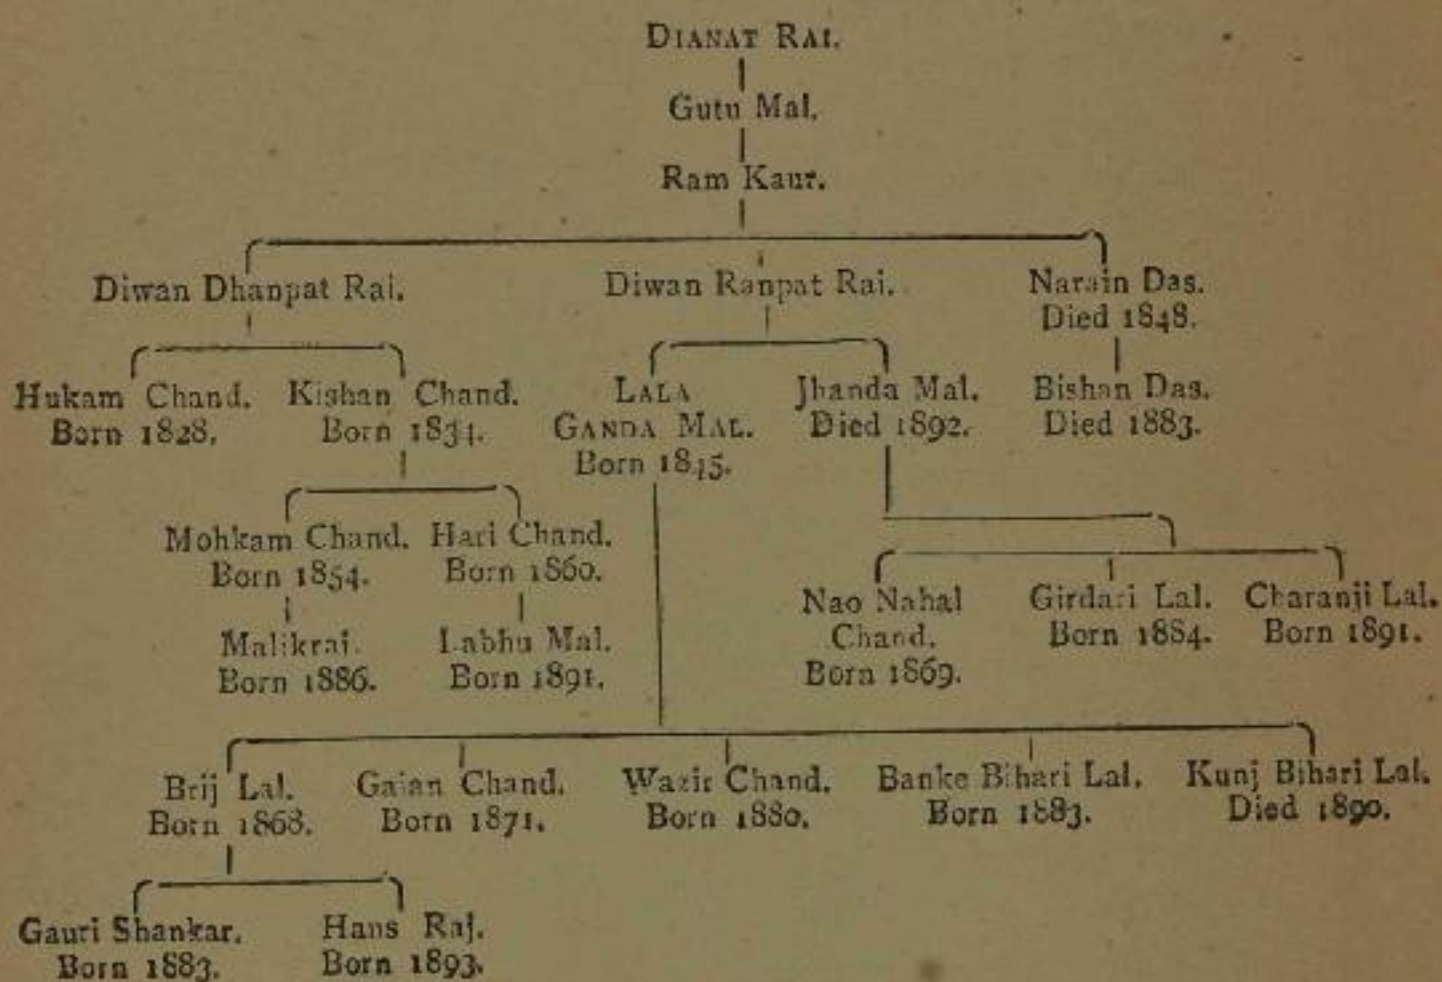 DIANAT RAI.
Gutu Mal.
Ram Kaur.
Diwan Dhanpat Rai. Diwan Ranpat Rai. Narain Das.
Died 1848.
Hukam Chand. Kishan Chand. LALA Jhanda Mal. Bishan Das.
Born 1828. Born 1834. GANDA MAL. Died 1892. Died 1883.
Born 1845.
Mohkam Chand. Hari Chand.
Born 1854. Born 1860.
Nao Nahal Girdari Lal. Charanji Lal.
Malikrai. Labhu Mal. Chand. Born 1884. Born 1891.
Born 1886. Born 1891. Born 1869.
Brij Lal. Gaian Chand. Wazir Chand. Banke Bihari Lal. Kunj Bihari Lal.
Born 1868. Born 1871. Born 1880. Born 1883. Died 1890.
Gauri Shankar. Hans Raj.
Born 1883. Born 1893.